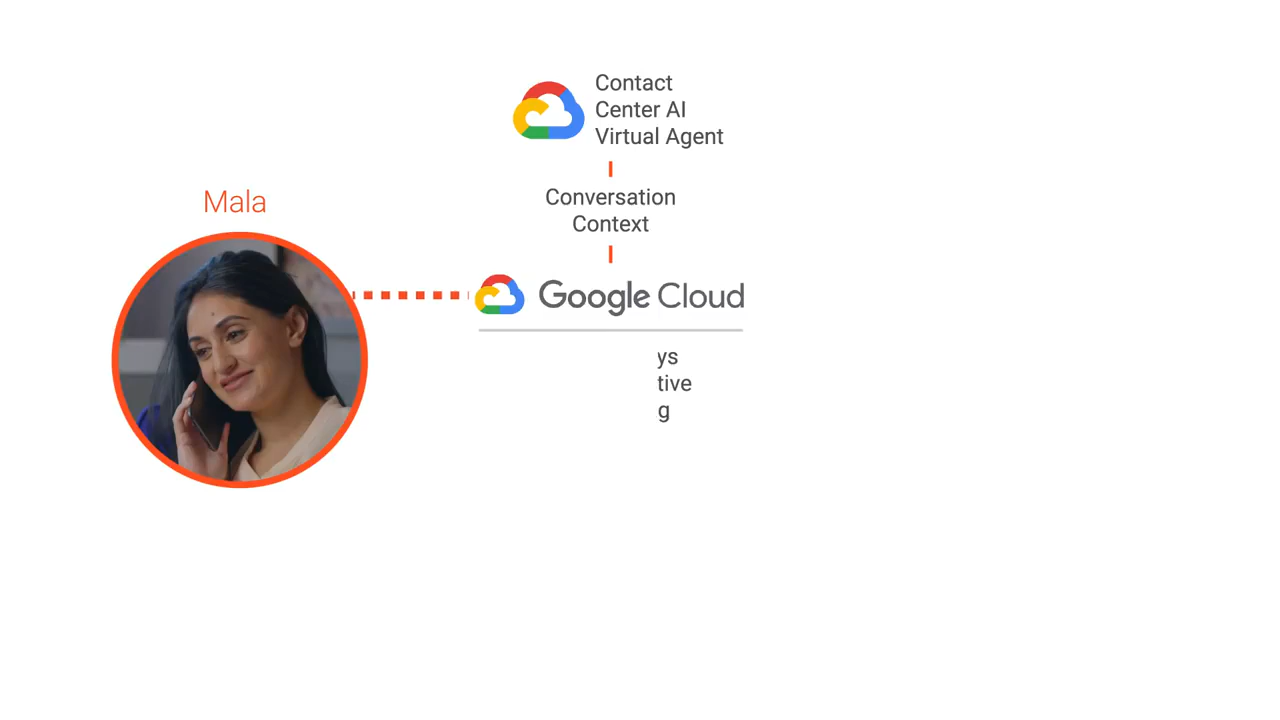 Contact
Center AI
Virtual Agent
Conversation
Context
Mala
Google Cloud
ys
tive
g